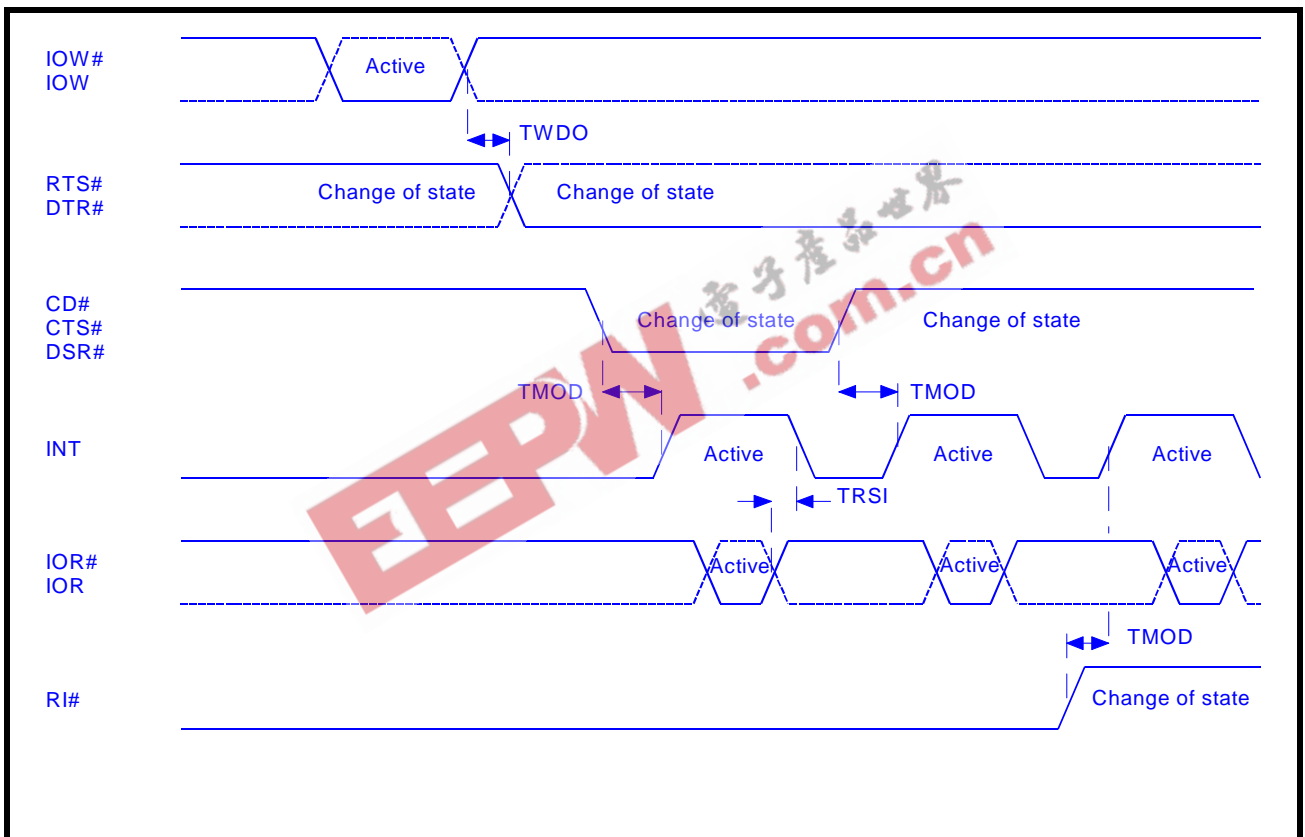 IOW#
IOW
Active
TWDO
RTS#
DTR#
Change of state
Change of state
CD#
CTS#
DSR#
Change of state
Change of state
TMOD
TMOD
INT
Active
Active
Active
TRSI
IOR#
IOR
Active
Active
Active
TMOD
RI#
Change of state
EEPW
.com.cn
電子產品世界